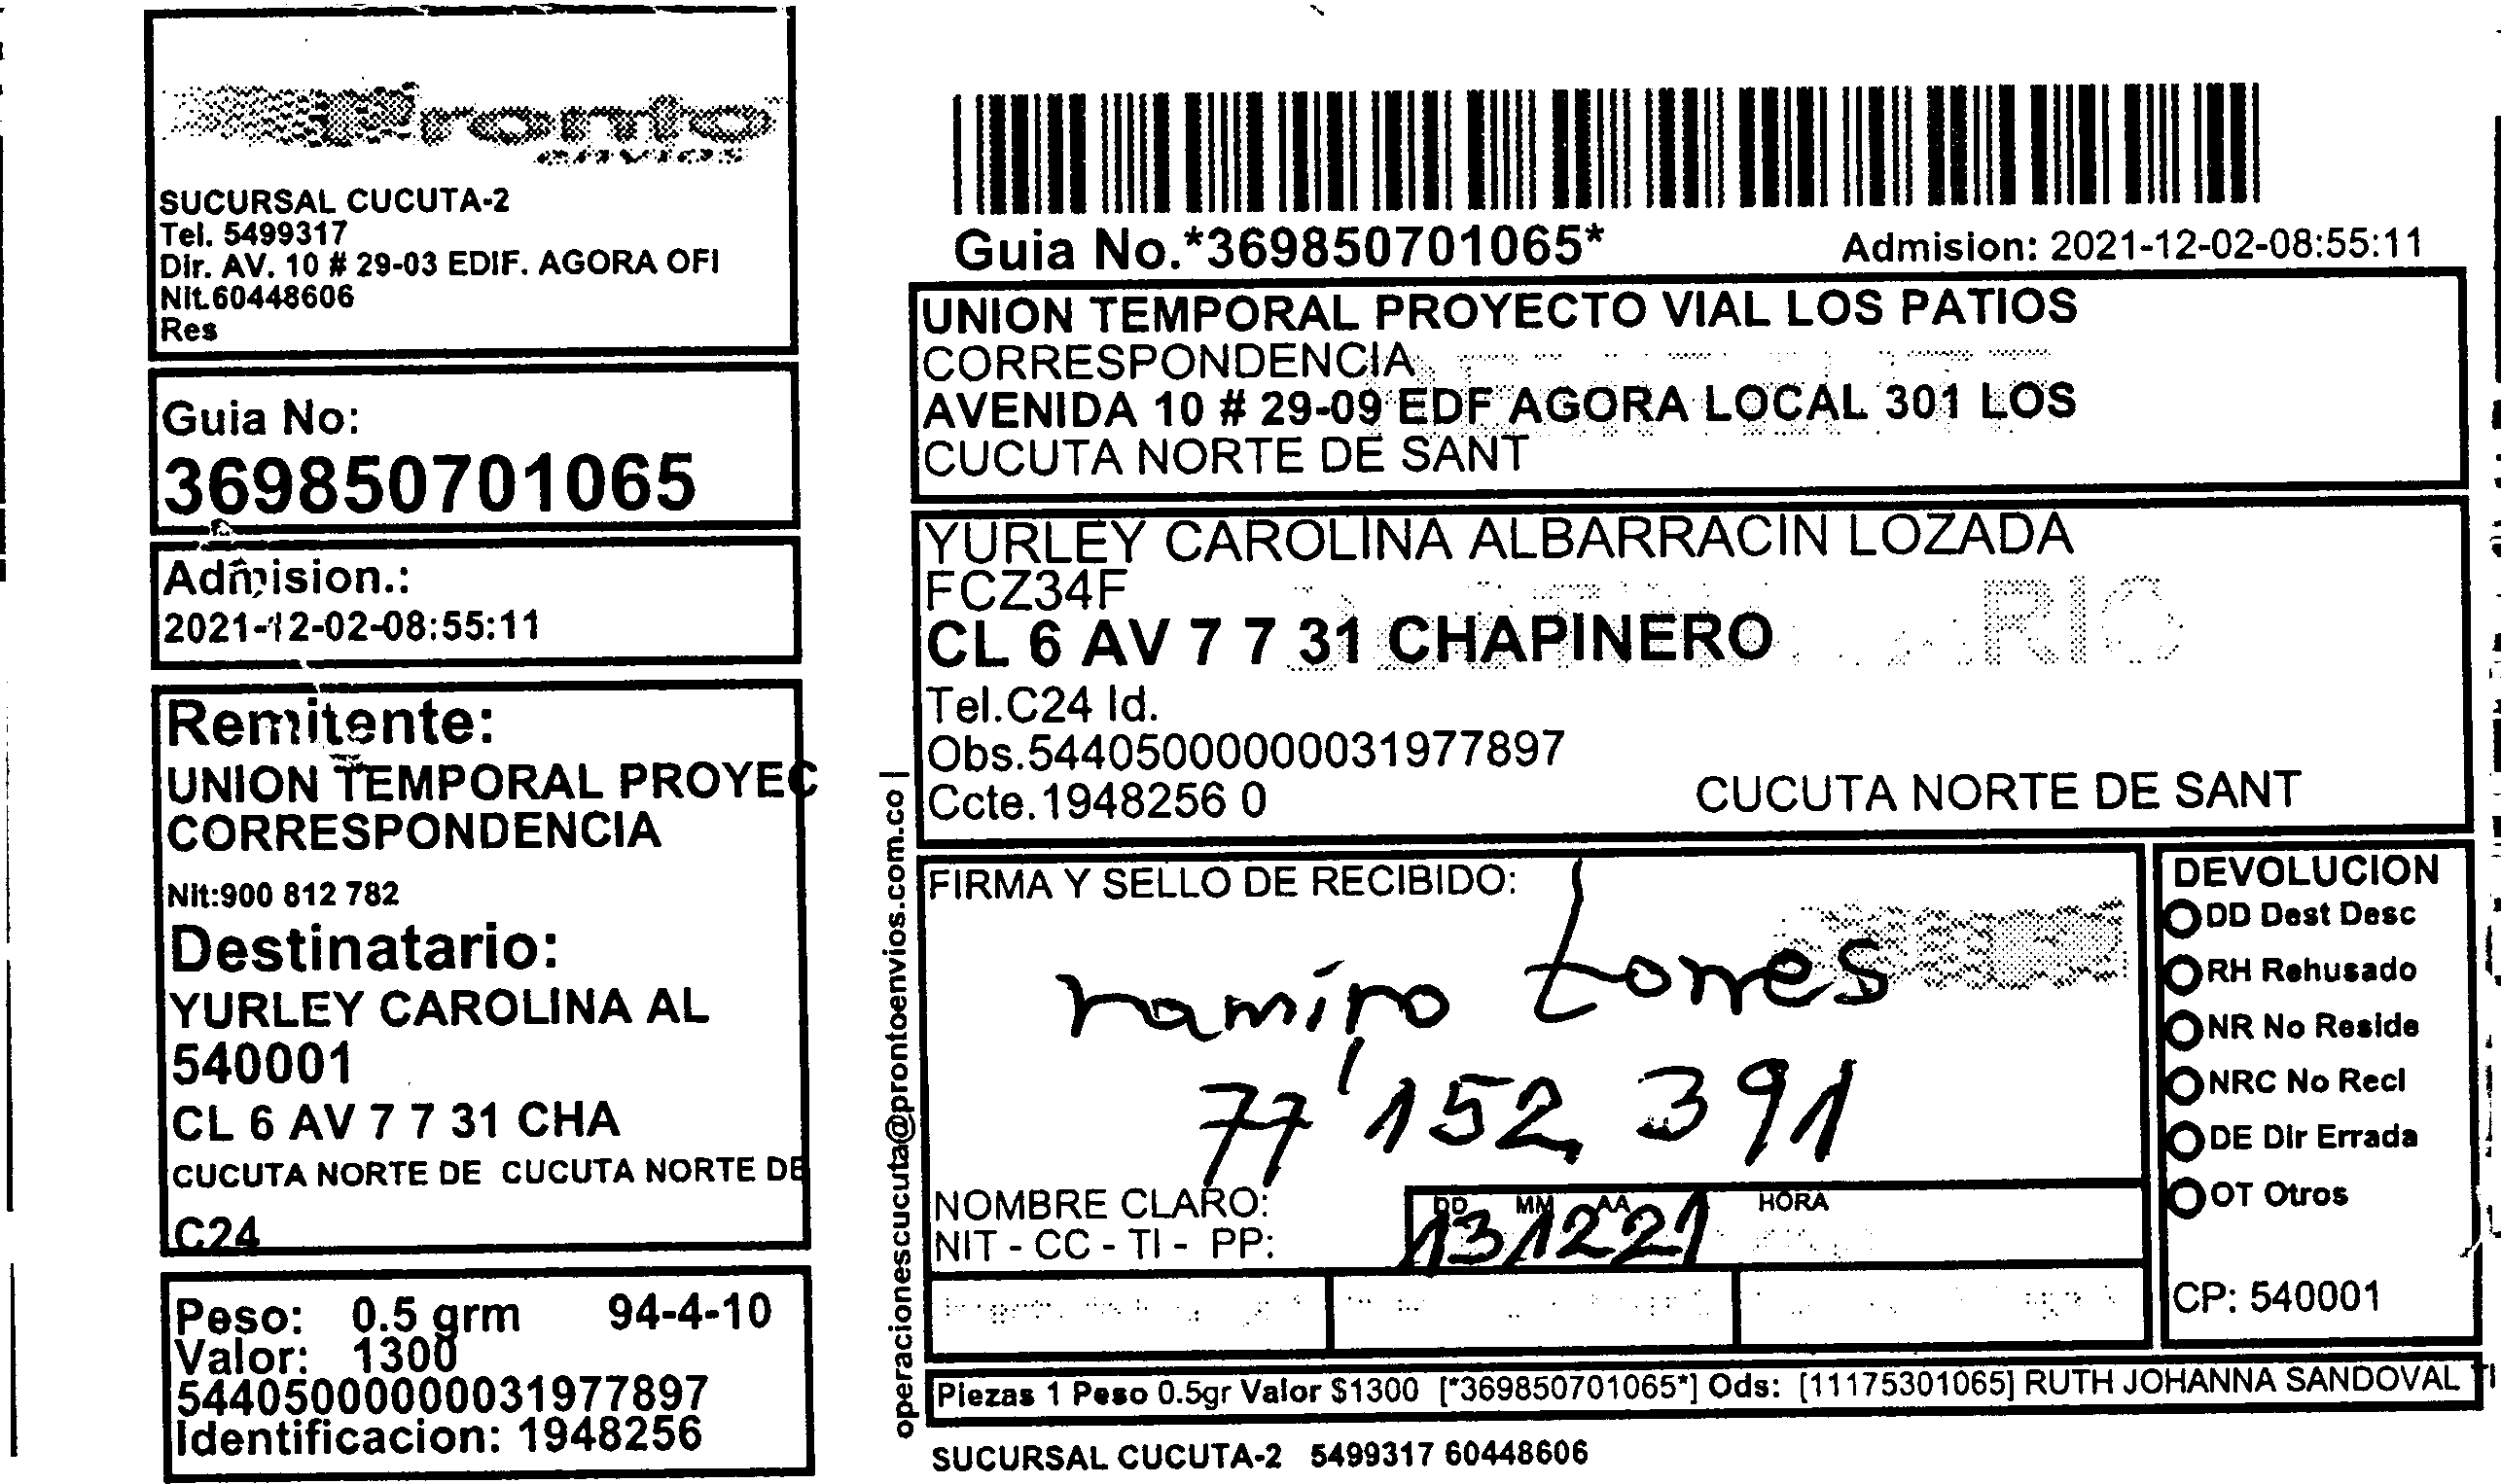 Pronto
envios
SUCURSAL CUCUTA-2
Tel. 5499317
Dir. AV. 10 # 29-03 EDIF. AGORA OFI
Nit.60448606
Res
Guia No:
369850701065
Admision.:
2021-12-02-08:55:11
Remitente:
UNION TEMPORAL PROYEC
CORRESPONDENCIA
Nit:900 812 782
Destinatario:
YURLEY CAROLINA AL
540001
CL 6 AV 7 7 31 CHA
CUCUTA NORTE DE CUCUTA NORTE DE
C24
Peso: 0.5 grm 94-4-10
Valor: 1300
544050000000031977897
Identificacion: 1948256
operacionescucuta@prontoenvios.com.co |
Guia No.*369850701065*
Admision: 2021-12-02-08:55:11
UNION TEMPORAL PROYECTO VIAL LOS PATIOS
CORRESPONDENCIA
AVENIDA 10 # 29-09 EDF AGORA LOCAL 301 LOS
CUCUTA NORTE DE SANT
YURLEY CAROLINA ALBARRACIN LOZADA
FCZ34F
CL 6 AV 7 7 31 CHAPINERO
Tel.C24 Id.
Obs.544050000000031977897
Ccte.1948256 0 CUCUTA NORTE DE SANT
FIRMA Y SELLO DE RECIBIDO:
ramiro torres
77'152 391
NOMBRE CLARO:
NIT - CC - TI - PP:
DD MM AA HORA
13 12 21
DEVOLUCION
DD Dest Desc
RH Rehusado
NR No Reside
NRC No Recl
DE Dir Errada
OT Otros
CP: 540001
Piezas 1 Peso 0.5gr Valor $1300 [*369850701065*] Ods: [11175301065] RUTH JOHANNA SANDOVAL TI
SUCURSAL CUCUTA-2 5499317 60448606